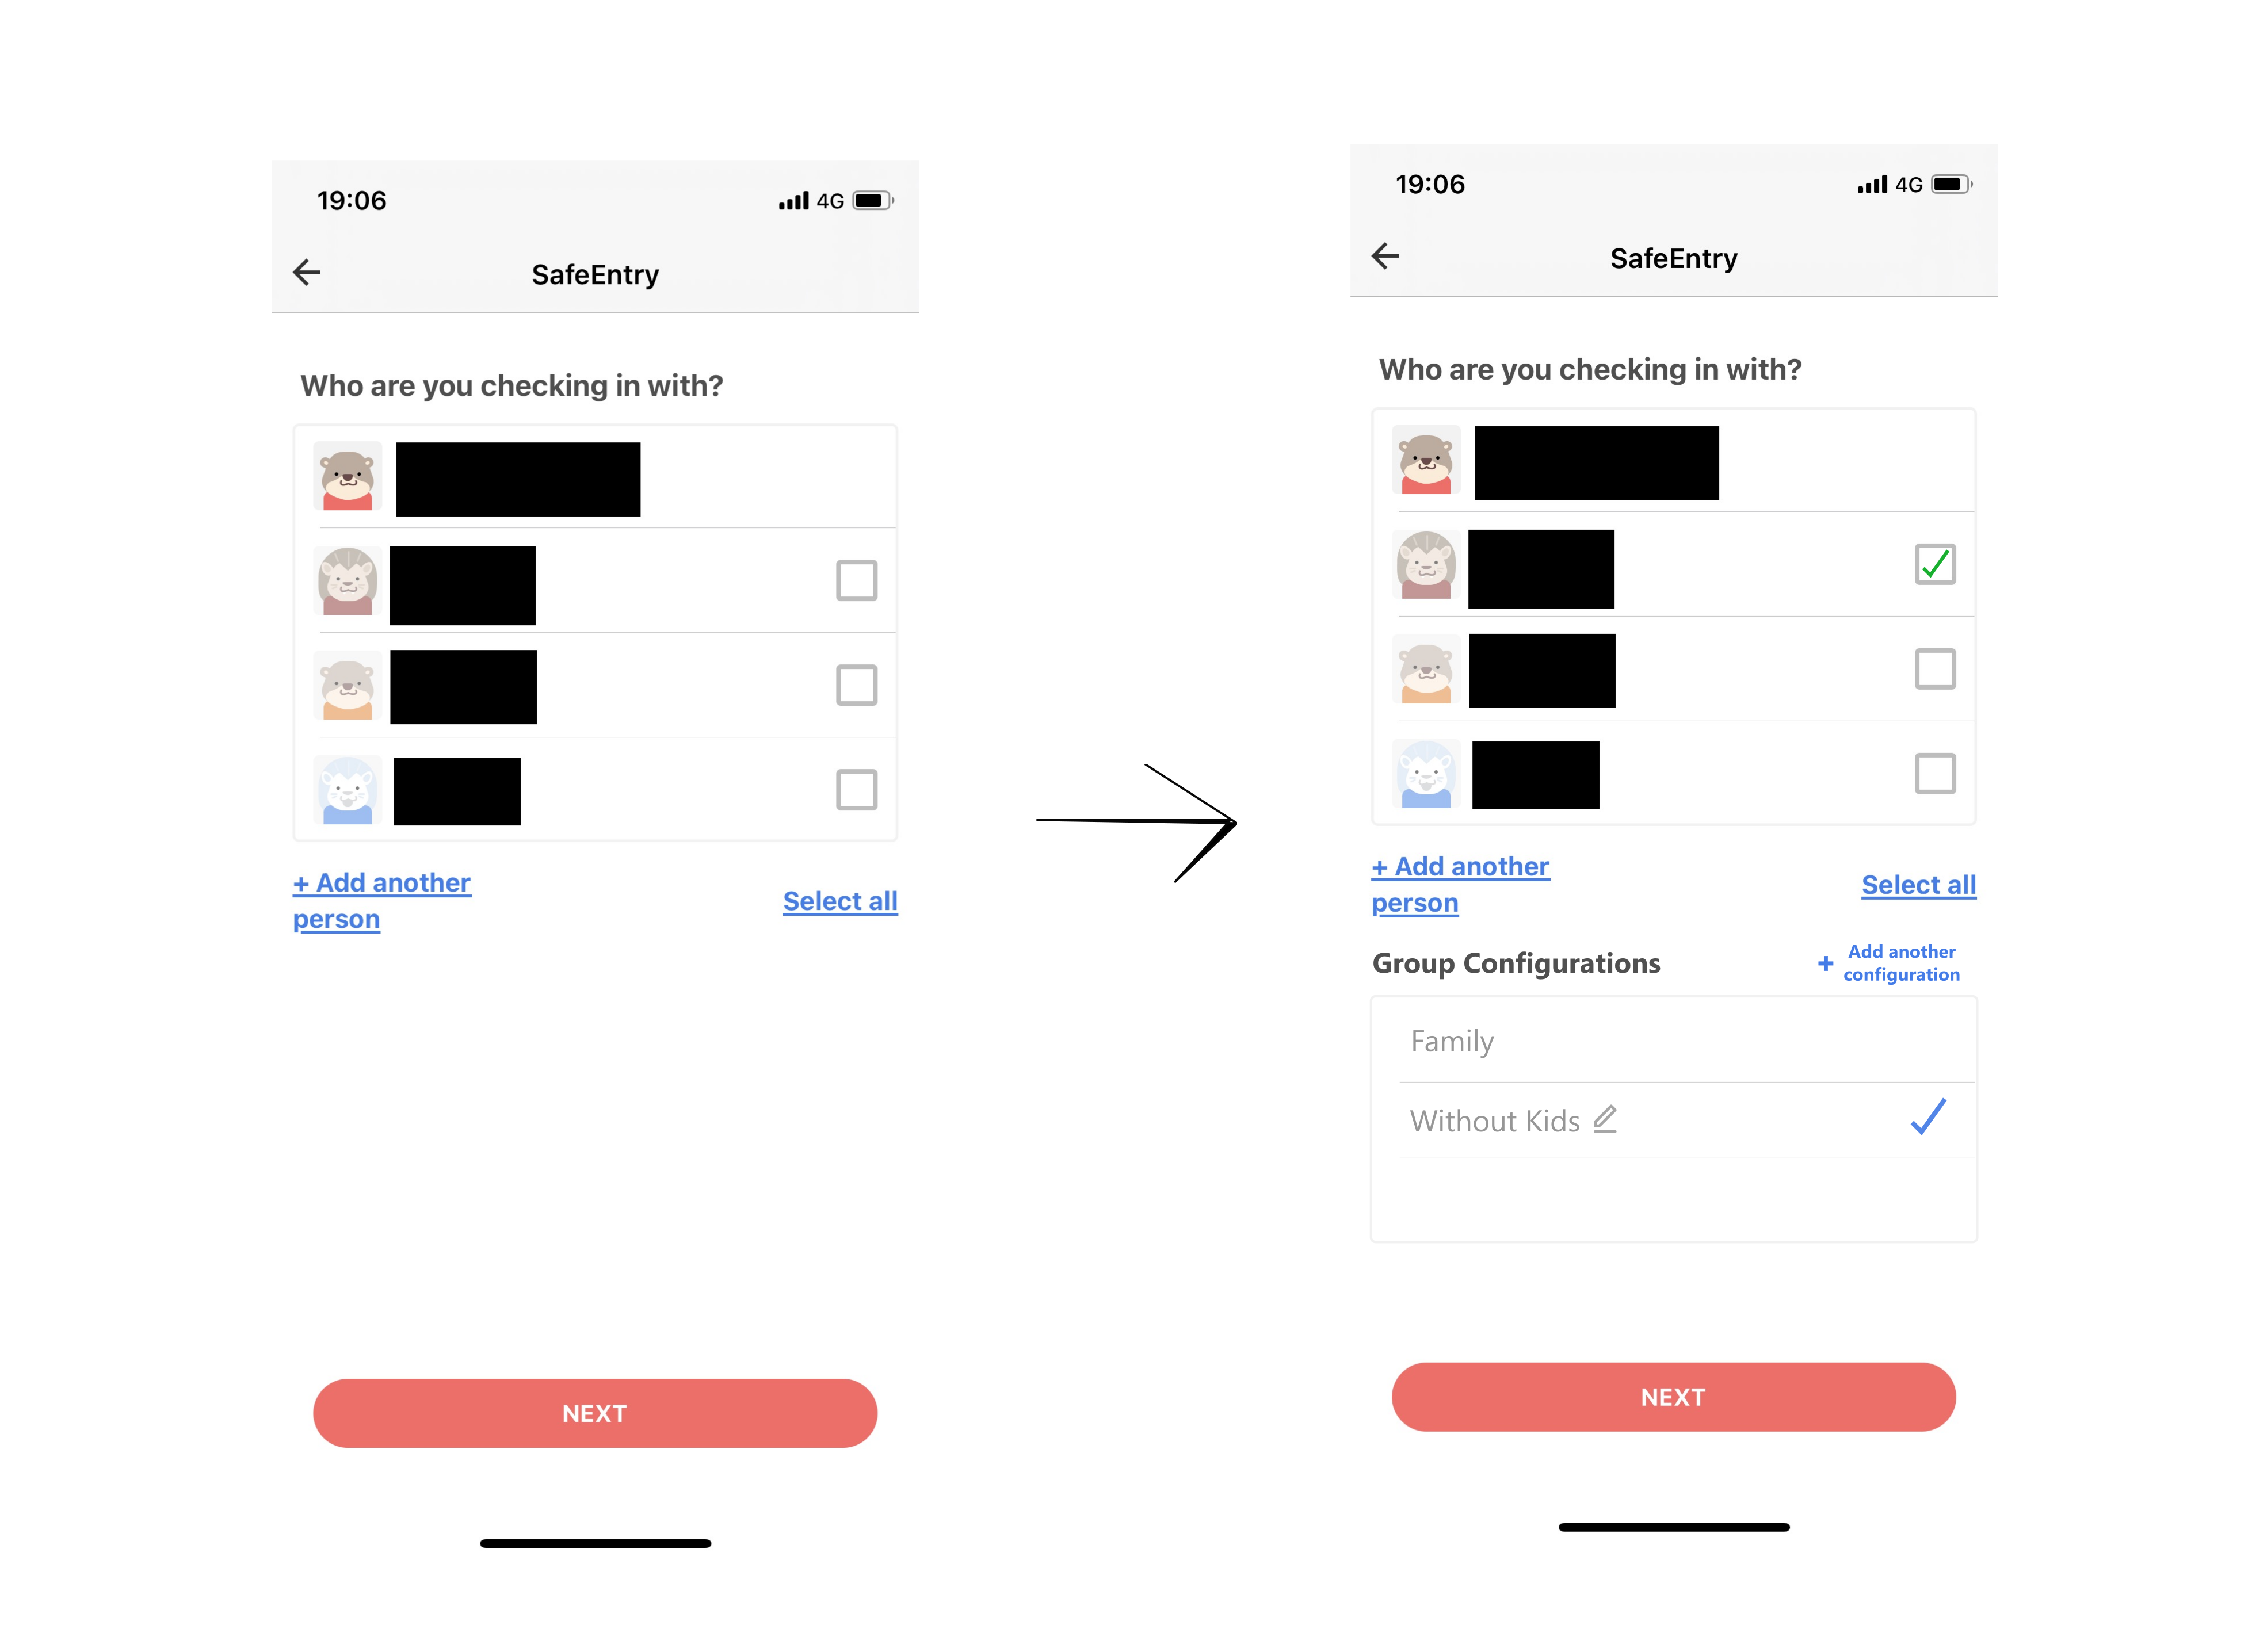 19:06
4G
SafeEntry
Who are you checking in with?
+ Add another
person
Select all
NEXT
19:06
4G
SafeEntry
Who are you checking in with?
+ Add another
person
Select all
Group Configurations
+ Add another
configuration
Family
Without Kids
NEXT